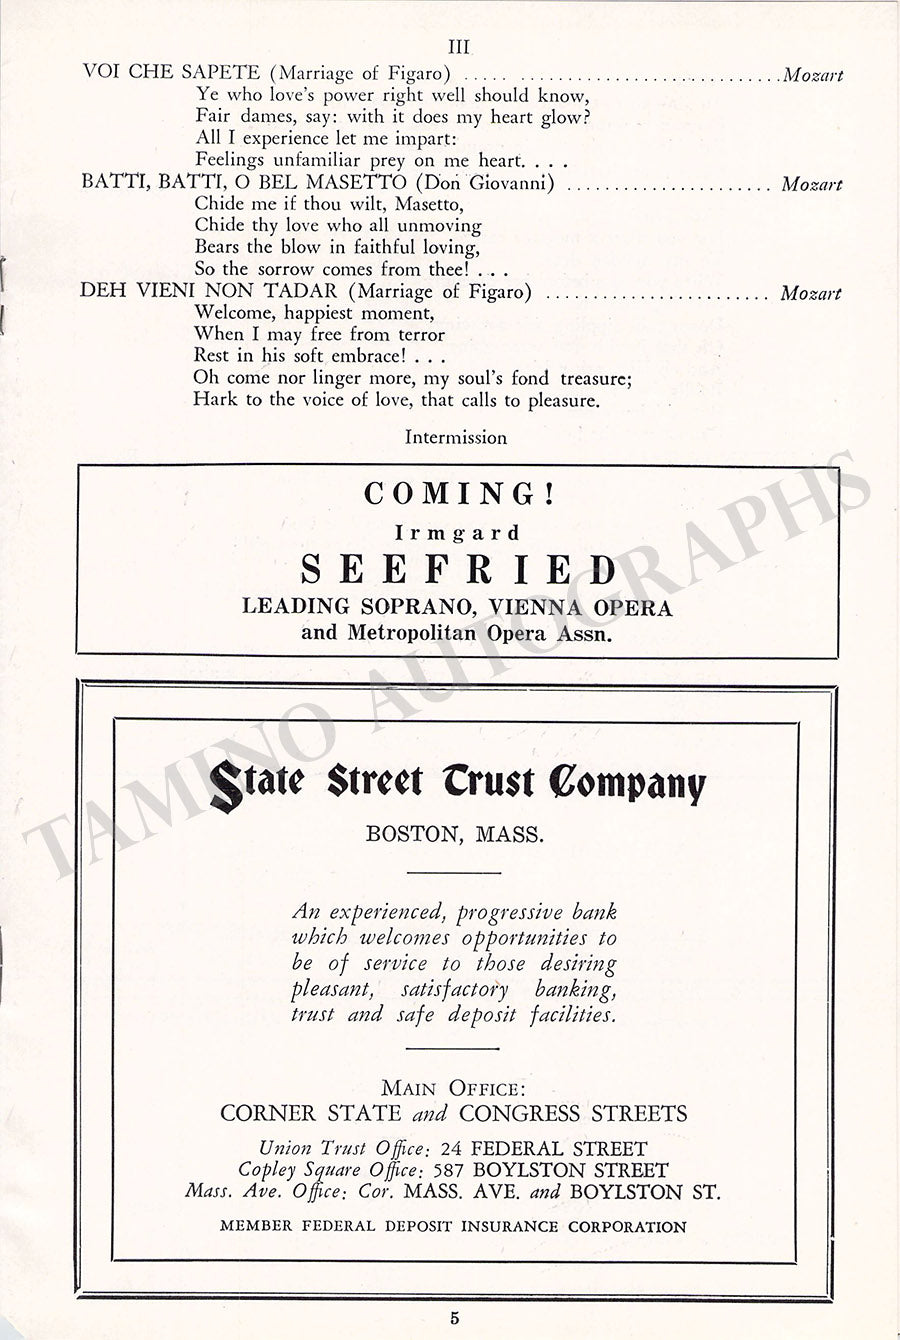 III
VOI CHE SAPETE (Marriage of Figaro) ..... ............................Mozart
Ye who love's power right well should know,
Fair dames, say: with it does my heart glow?
All I experience let me impart:
Feelings unfamiliar prey on me heart. . . .
BATTI, BATTI, O BEL MASETTO (Don Giovanni) ...................... Mozart
Chide me if thou wilt, Masetto,
Chide thy love who all unmoving
Bears the blow in faithful loving,
So the sorrow comes from thee! . . .
DEH VIENI NON TADAR (Marriage of Figaro) ........................ Mozart
Welcome, happiest moment,
When I may free from terror
Rest in his soft embrace! . . .
Oh come nor linger more, my soul's fond treasure;
Hark to the voice of love, that calls to pleasure.
Intermission
COMING!
Irmgard
SEEFRIED
LEADING SOPRANO, VIENNA OPERA
and Metropolitan Opera Assn.
TAMINO AUTOGRAPHS
State Street Trust Company
BOSTON, MASS.
An experienced, progressive bank
which welcomes opportunities to
be of service to those desiring
pleasant, satisfactory banking,
trust and safe deposit facilities.
MAIN OFFICE:
CORNER STATE and CONGRESS STREETS
Union Trust Office: 24 FEDERAL STREET
Copley Square Office: 587 BOYLSTON STREET
Mass. Ave. Office: Cor. MASS. AVE. and BOYLSTON ST.
MEMBER FEDERAL DEPOSIT INSURANCE CORPORATION
5